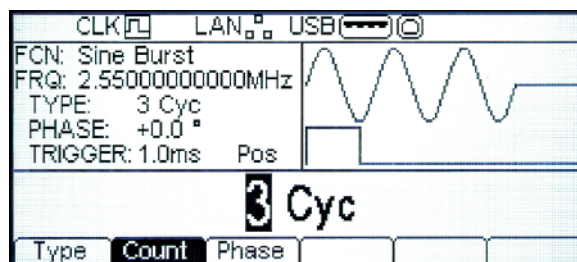 CLK LAN USB
FCN: Sine Burst
FRQ: 2.55000000000MHz
TYPE: 3 Cyc
PHASE: +0.0 °
TRIGGER: 1.0ms Pos
3 Cyc
Type Count Phase